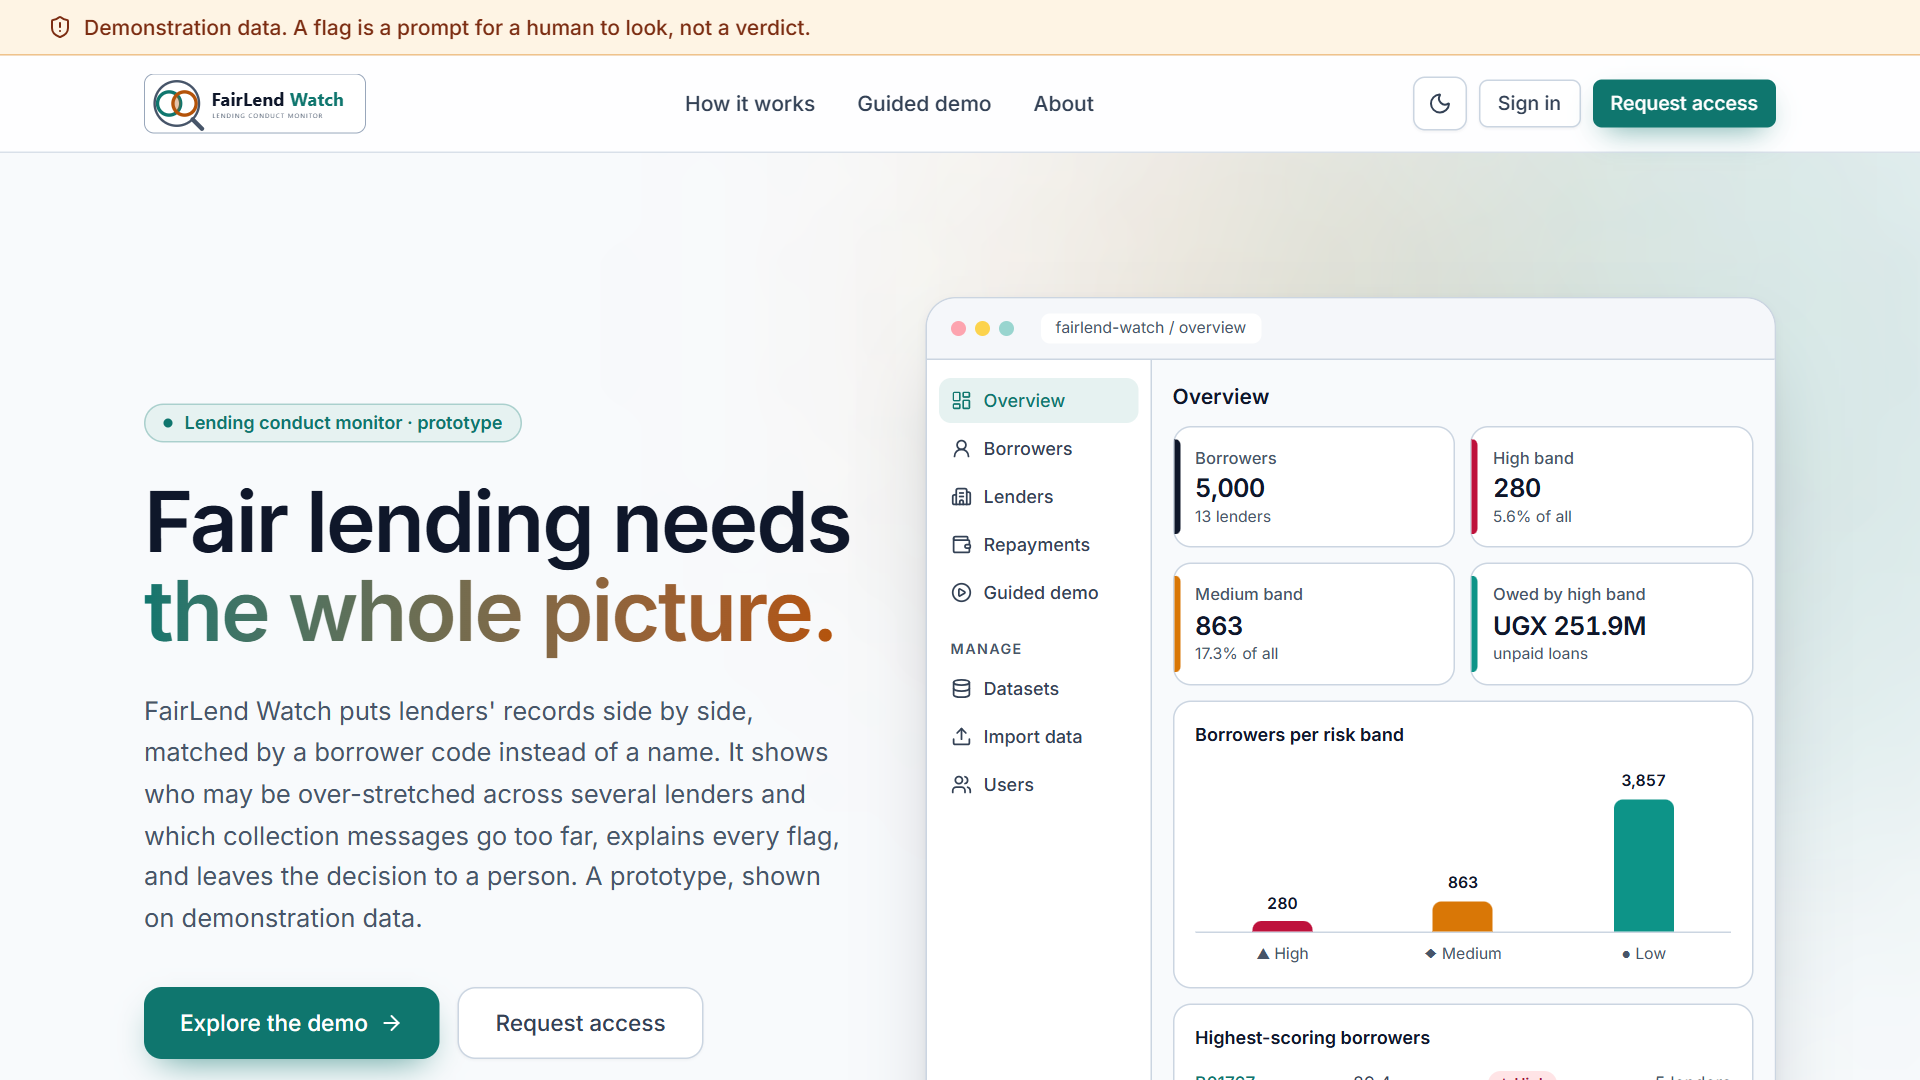 Demonstration data. A flag is a prompt for a human to look, not a verdict.
FairLend Watch
LENDING CONDUCT MONITOR
How it works
Guided demo
About
Sign in
Request access
Lending conduct monitor · prototype
Fair lending needs
the whole picture.
FairLend Watch puts lenders' records side by side,
matched by a borrower code instead of a name. It shows
who may be over-stretched across several lenders and
which collection messages go too far, explains every flag,
and leaves the decision to a person. A prototype, shown
on demonstration data.
Explore the demo →
Request access
fairlend-watch / overview
Overview
Borrowers
Lenders
Repayments
Guided demo
MANAGE
Datasets
Import data
Users
Overview
Borrowers
5,000
13 lenders
High band
280
5.6% of all
Medium band
863
17.3% of all
Owed by high band
UGX 251.9M
unpaid loans
Borrowers per risk band
280
863
3,857
▲ High
◆ Medium
● Low
Highest-scoring borrowers